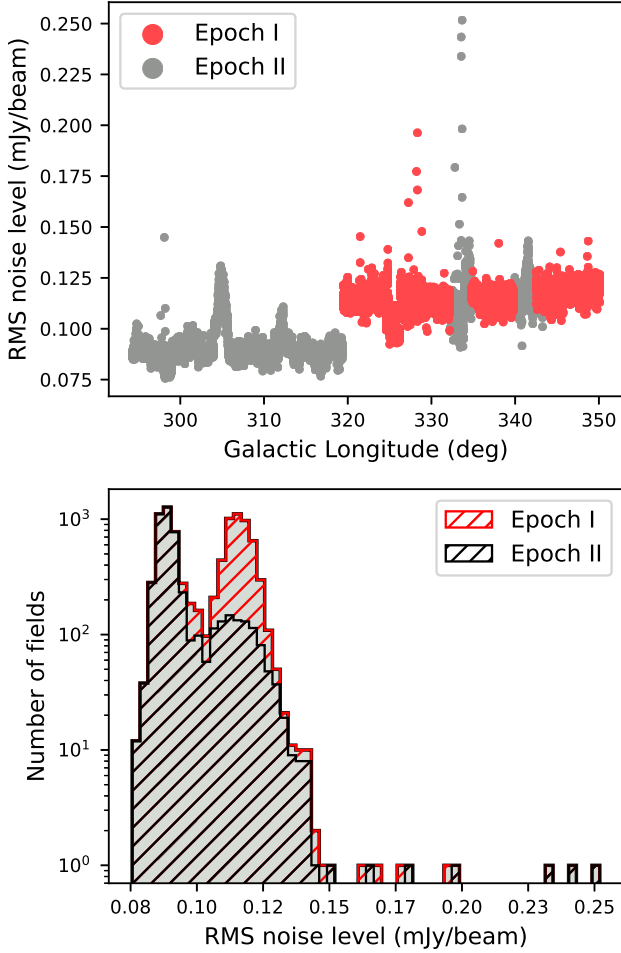 0.250
0.225
0.200
0.175
0.150
0.125
0.100
0.075
RMS noise level (mJy/beam)
Epoch I
Epoch II
300 310 320 330 340 350
Galactic Longitude (deg)
10³
10²
10¹
10⁰
Number of fields
Epoch I
Epoch II
0.08 0.10 0.12 0.15 0.17 0.20 0.23 0.25
RMS noise level (mJy/beam)